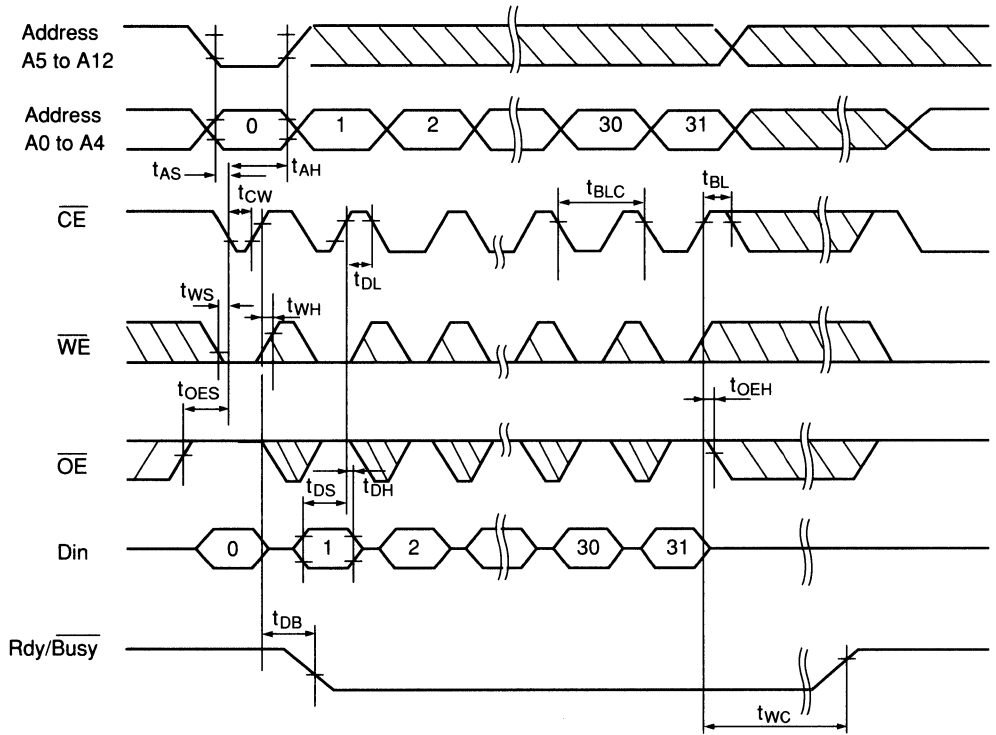 Address
A5 to A12
Address
A0 to A4
0 1 2 30 31
tAS tAH
tCW tBLC tBL
CE
tDL
tWS tWH
WE
tOES tOEH
OE
tDS tDH
Din
0 1 2 30 31
tDB
Rdy/Busy
tWC